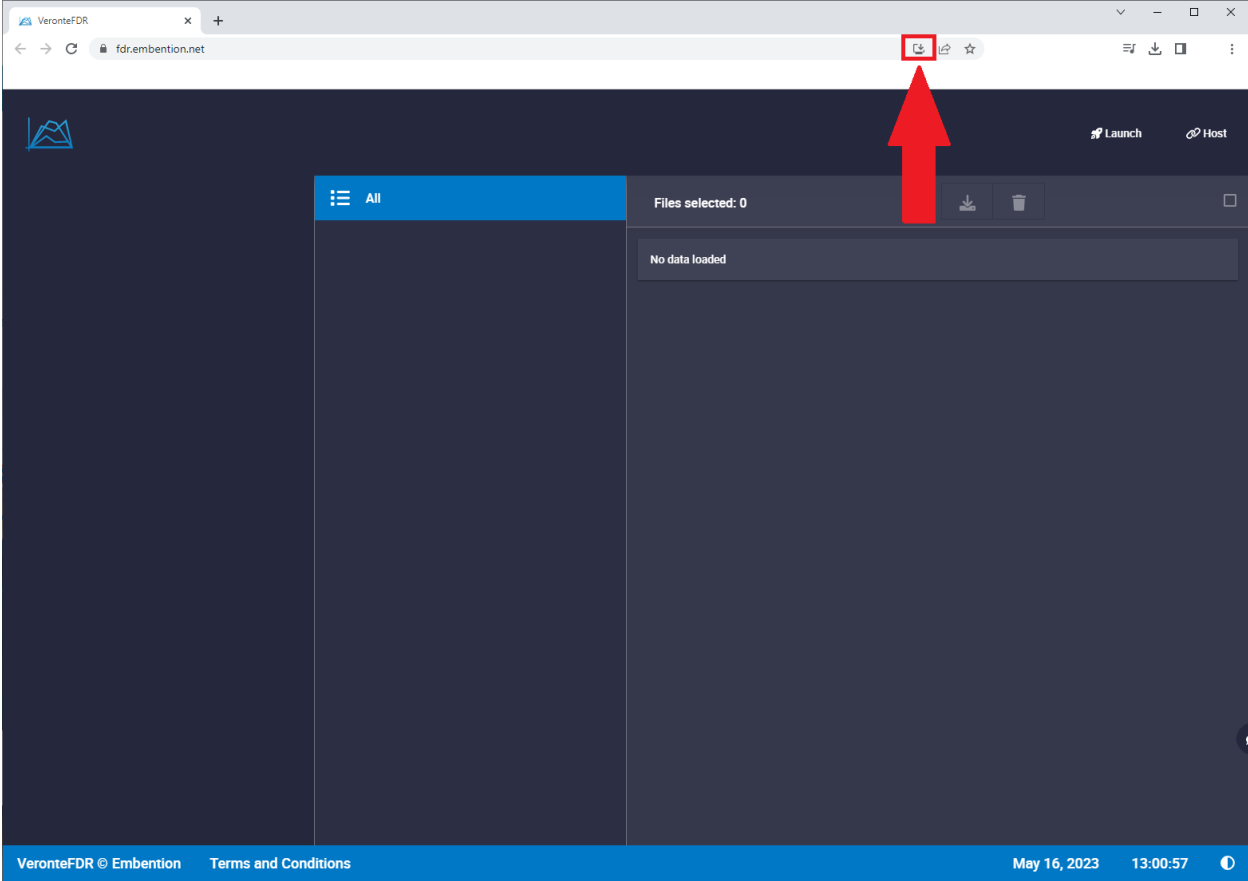 VeronteFDR
fdr.embention.net
Launch
Host
All
Files selected: 0
No data loaded
VeronteFDR © Embention
Terms and Conditions
May 16, 2023
13:00:57